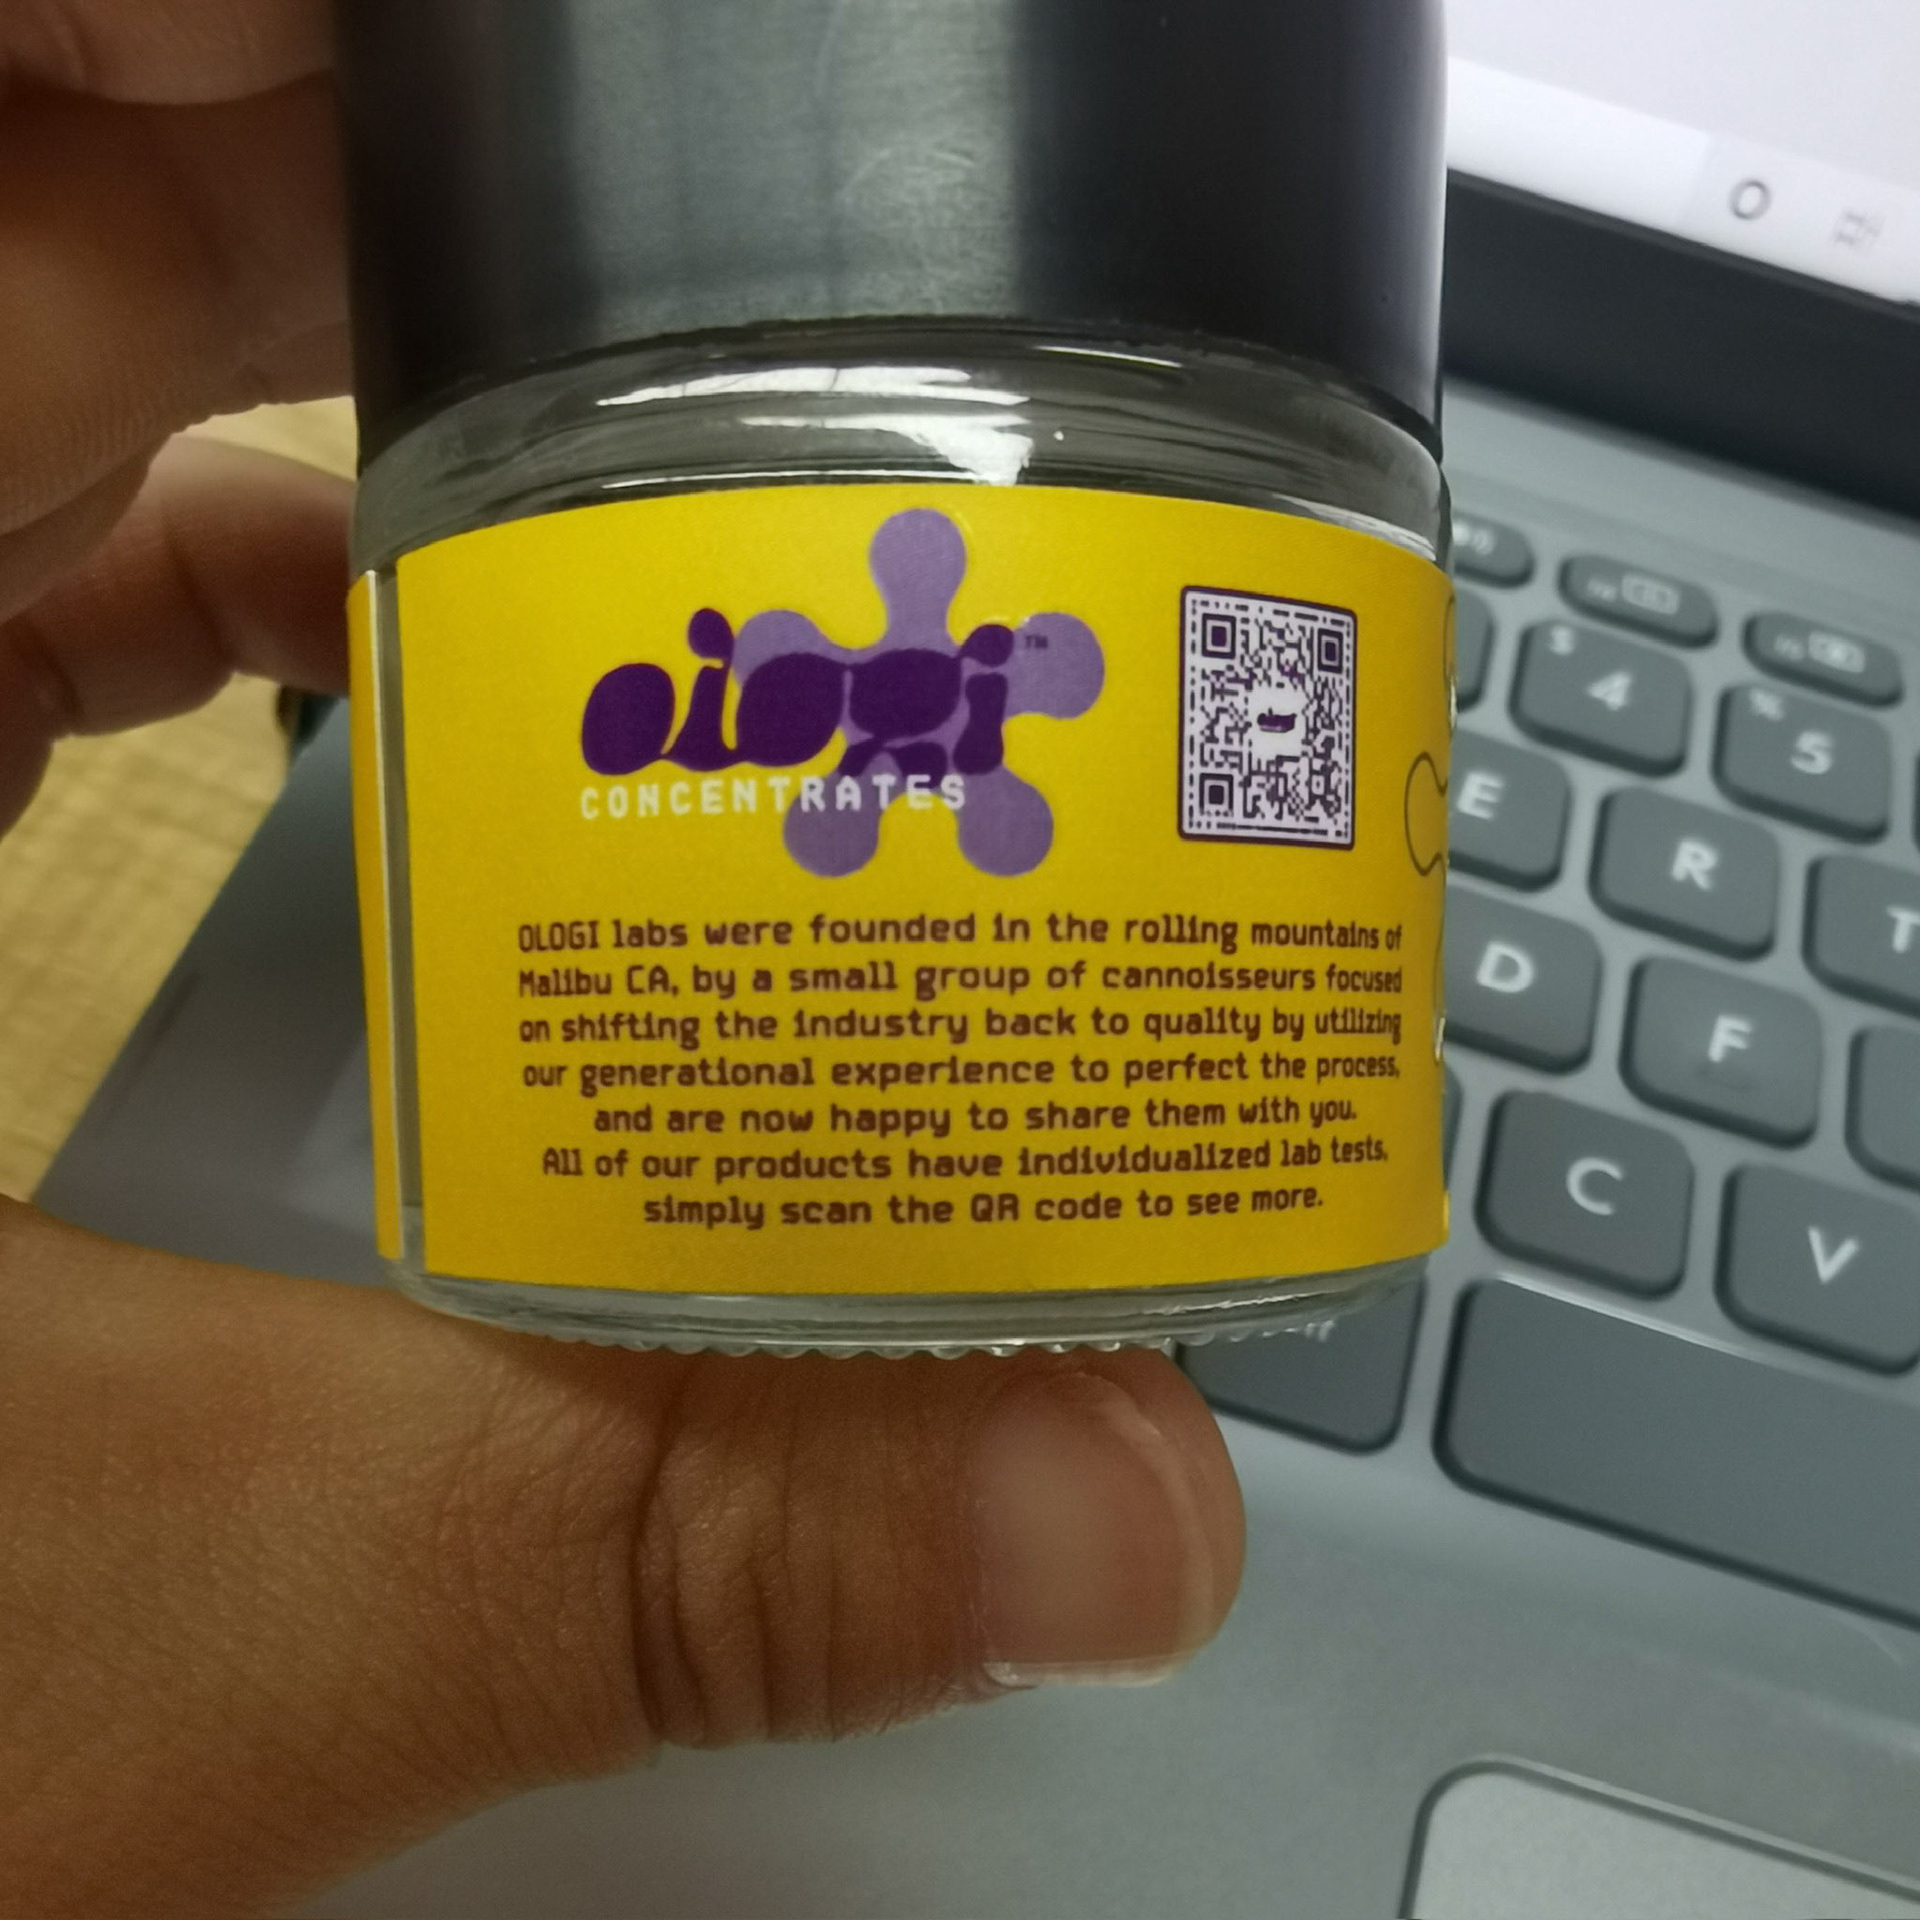 ologi™
CONCENTRATES
OLOGI labs were founded in the rolling mountains of
Malibu CA, by a small group of cannoisseurs focused
on shifting the industry back to quality by utilizing
our generational experience to perfect the process,
and are now happy to share them with you.
All of our products have individualized lab tests,
simply scan the QR code to see more.
$
4
%
5
E
R
T
D
F
C
V